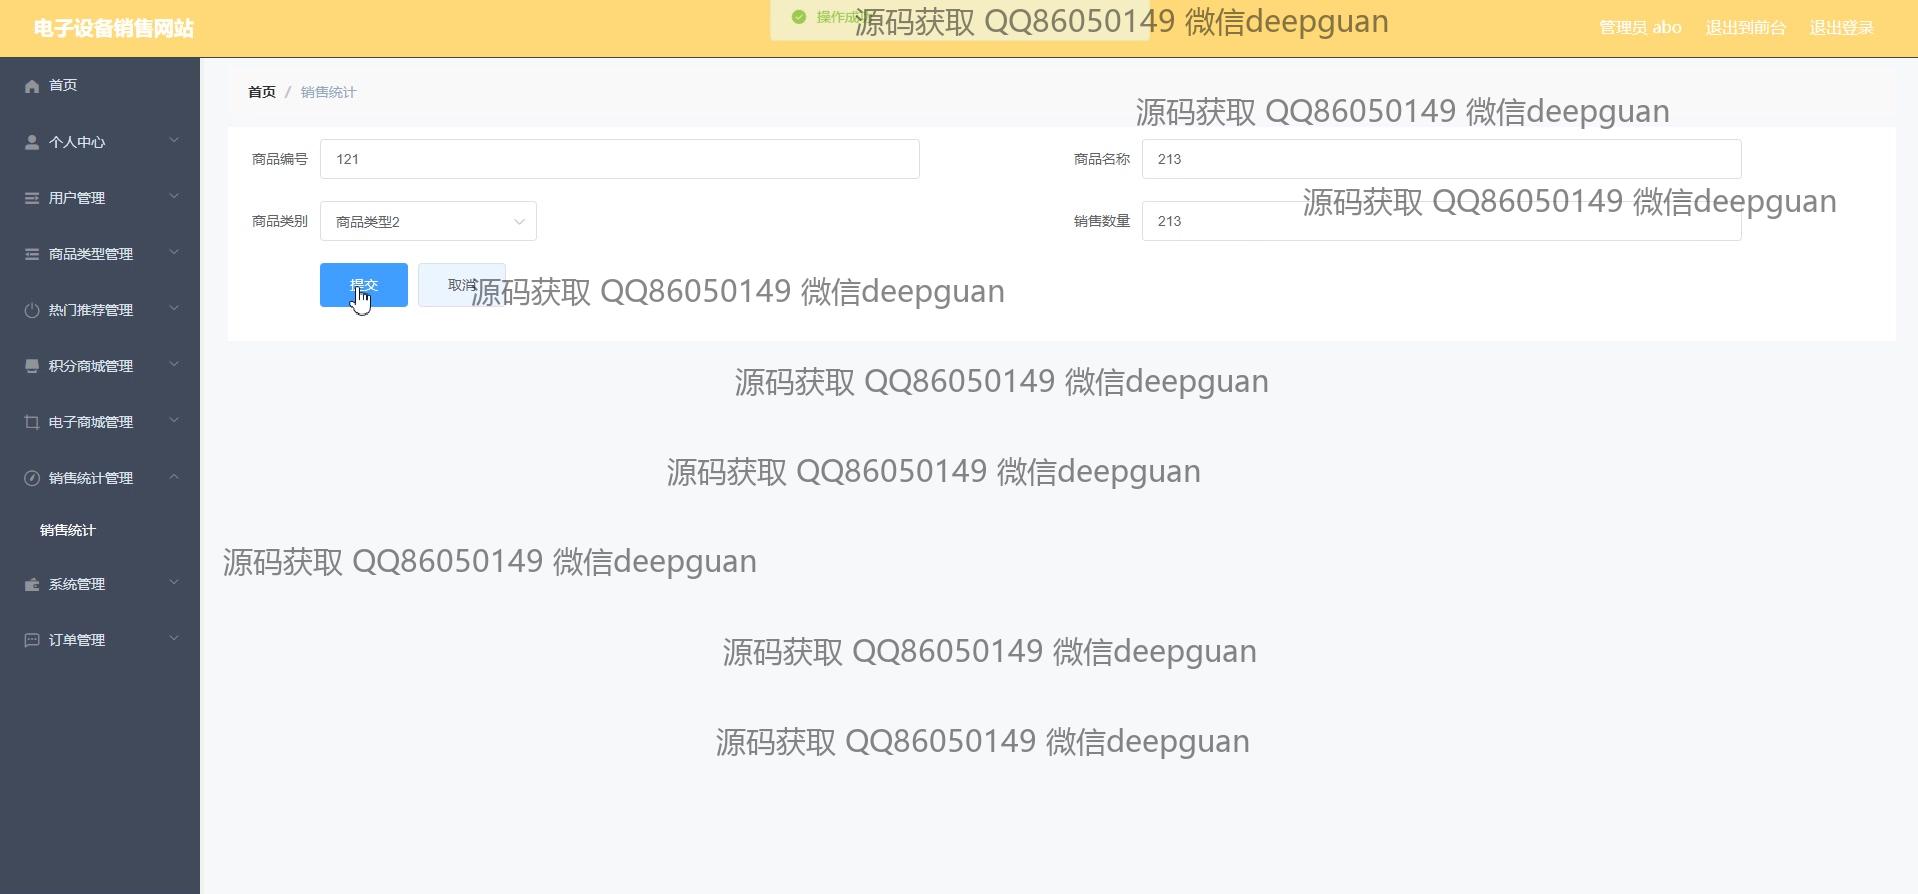 电子设备销售网站
操作成
源码获取 QQ86050149 微信deepguan
管理员 abo
退出到前台
退出登录
首页
个人中心
用户管理
商品类型管理
热门推荐管理
积分商城管理
电子商城管理
销售统计管理
销售统计
系统管理
订单管理
首页 / 销售统计
源码获取 QQ86050149 微信deepguan
商品编号 121
商品名称 213
源码获取 QQ86050149 微信deepguan
商品类别 商品类型2
销售数量 213
提交
取消
源码获取 QQ86050149 微信deepguan
源码获取 QQ86050149 微信deepguan
源码获取 QQ86050149 微信deepguan
源码获取 QQ86050149 微信deepguan
源码获取 QQ86050149 微信deepguan
源码获取 QQ86050149 微信deepguan